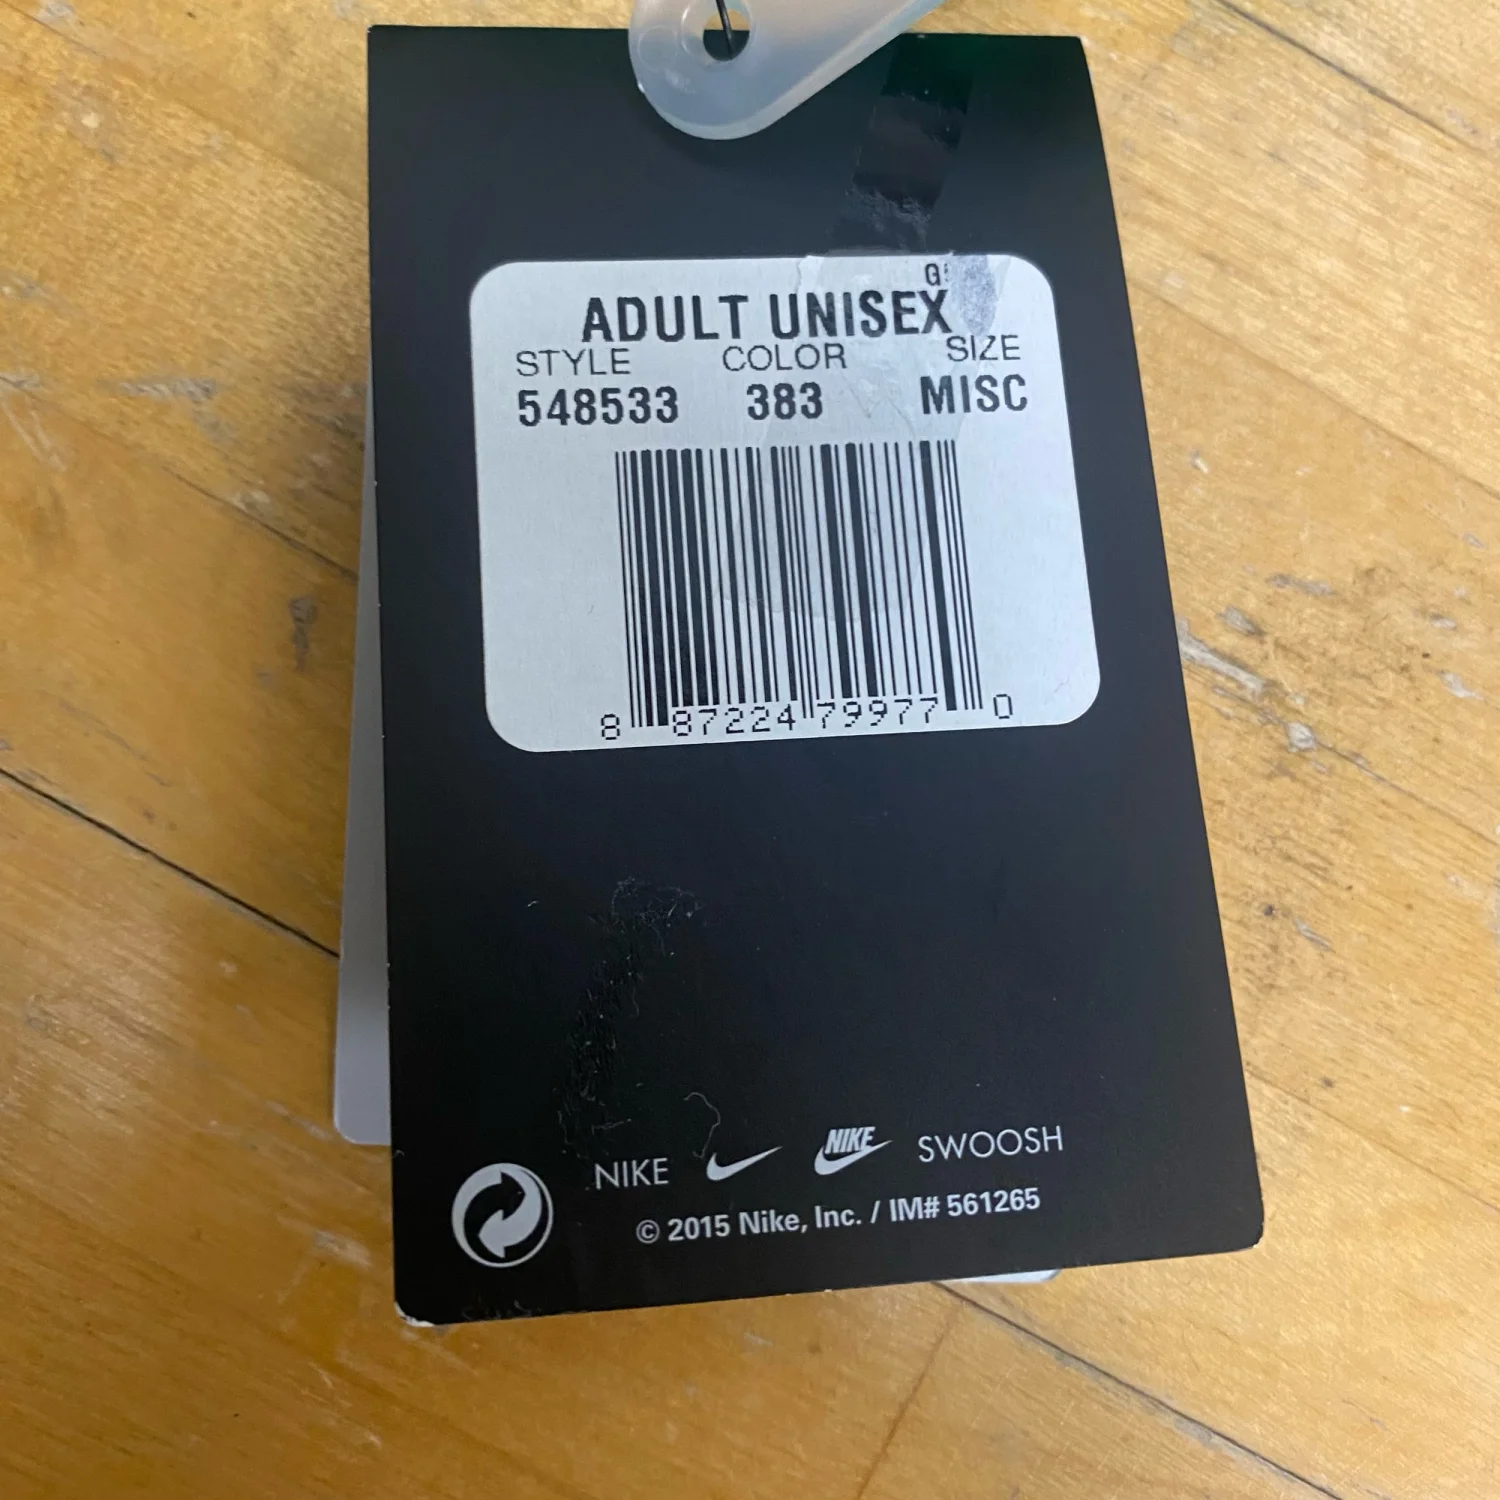 ADULT UNISEX
STYLE COLOR SIZE
548533 383 MISC
8 87224 79977 0
NIKE NIKE SWOOSH
© 2015 Nike, Inc. / IM# 561265